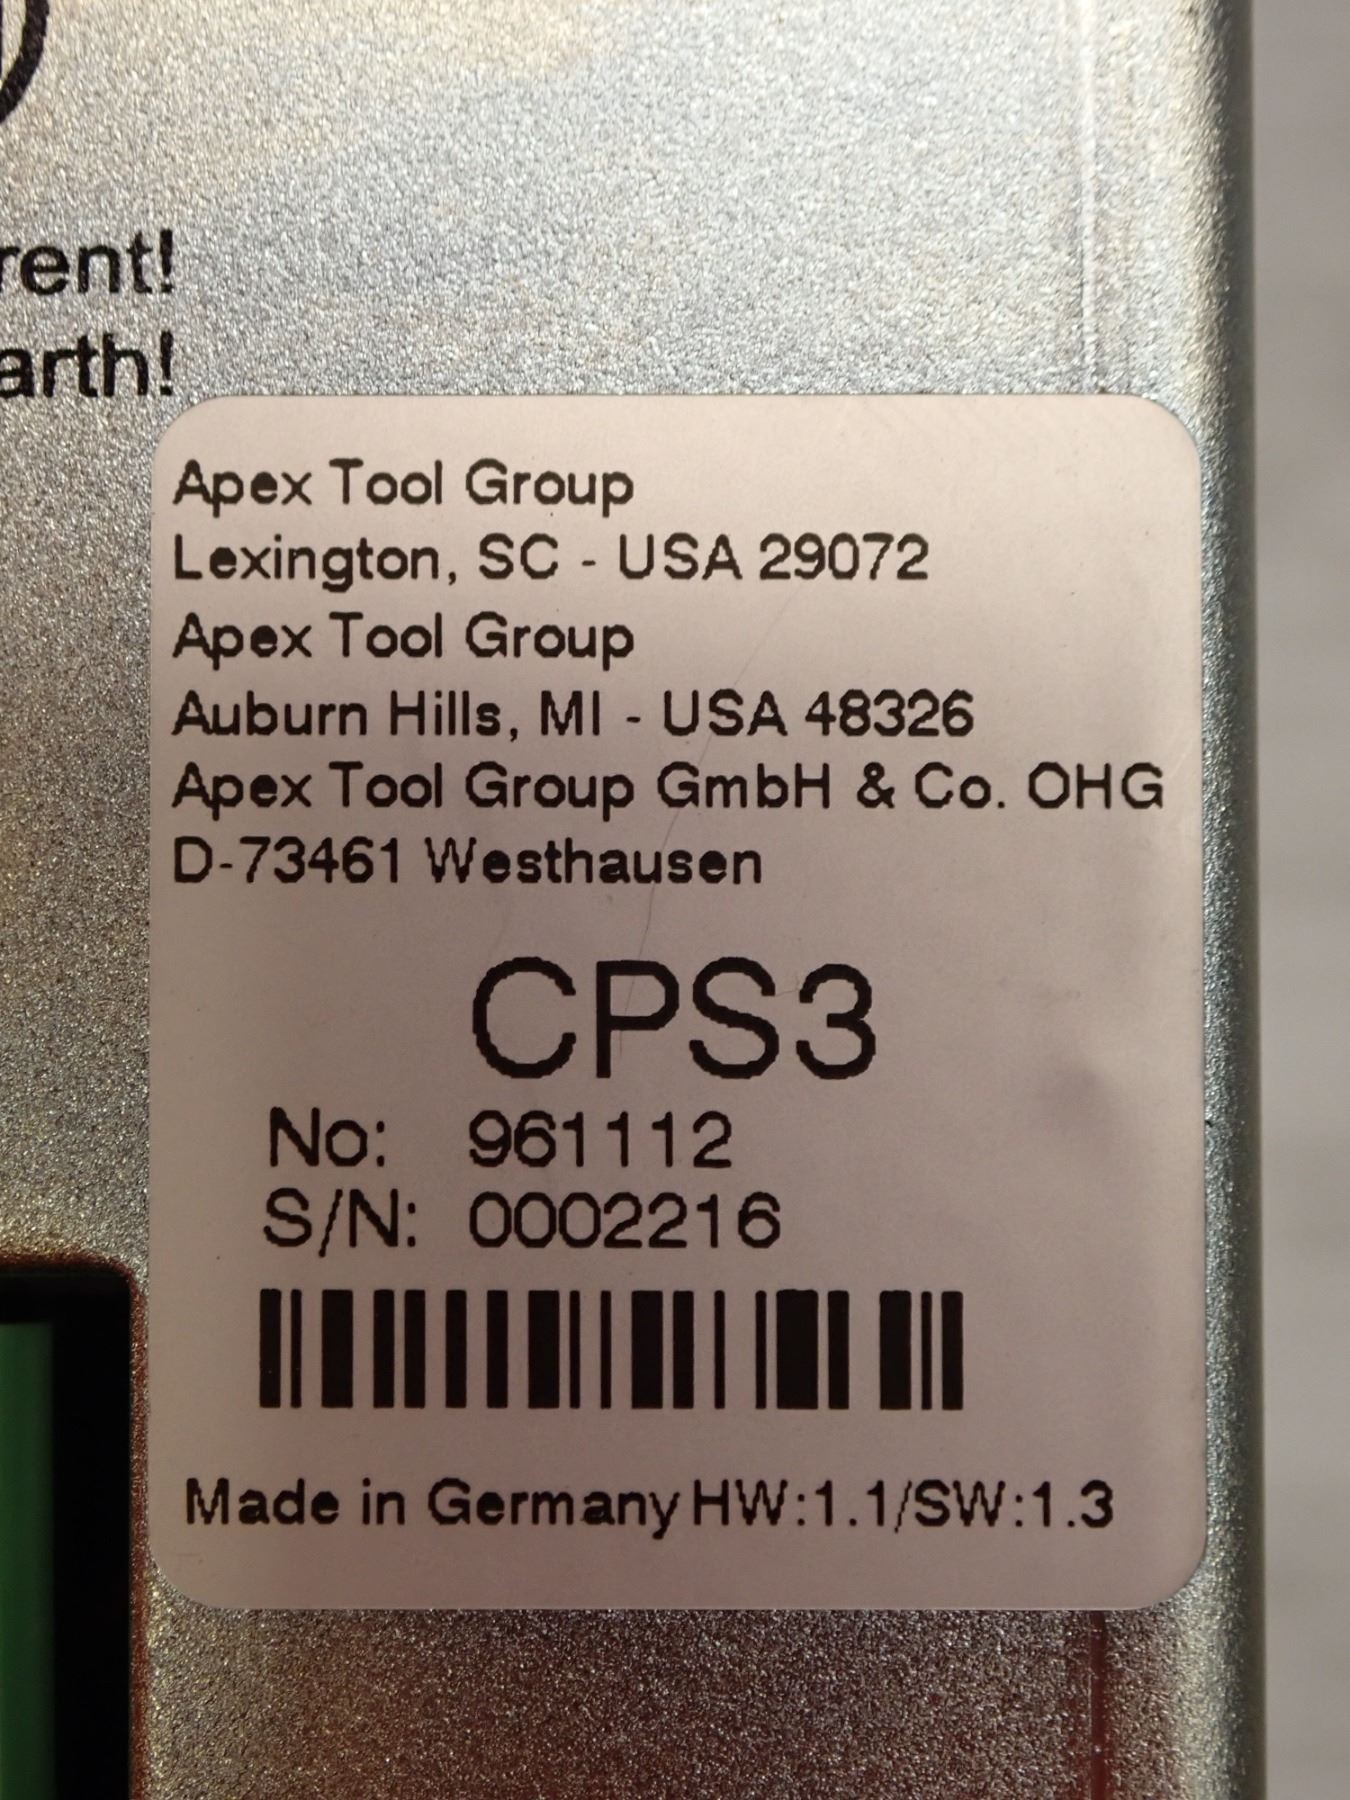 rent!
arth!
Apex Tool Group
Lexington, SC - USA 29072
Apex Tool Group
Auburn Hills, MI - USA 48326
Apex Tool Group GmbH & Co. OHG
D-73461 Westhausen
CPS3
No: 961112
S/N: 0002216
Made in Germany HW:1.1/SW:1.3